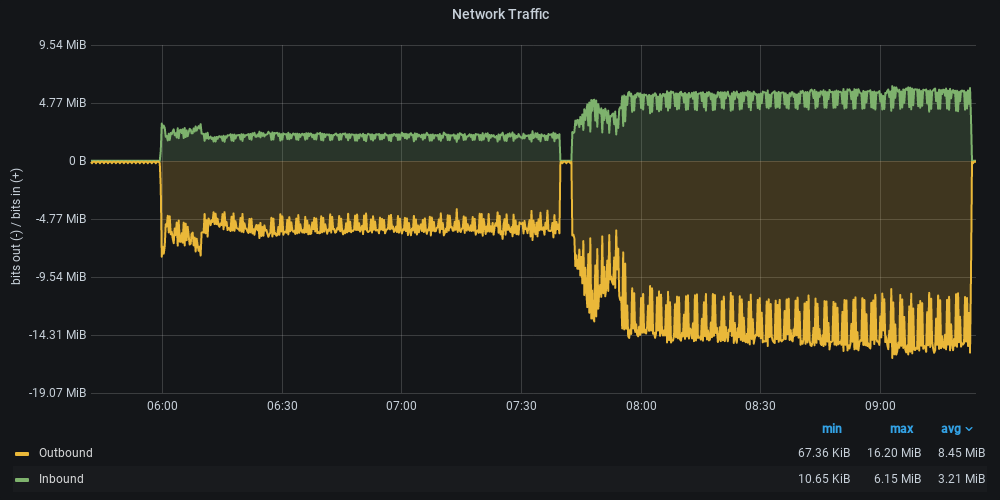 Network Traffic
9.54 MiB
4.77 MiB
0 B
-4.77 MiB
-9.54 MiB
-14.31 MiB
-19.07 MiB
bits out (-) / bits in (+)
06:00 06:30 07:00 07:30 08:00 08:30 09:00
min max avg
Outbound 67.36 KiB 16.20 MiB 8.45 MiB
Inbound 10.65 KiB 6.15 MiB 3.21 MiB